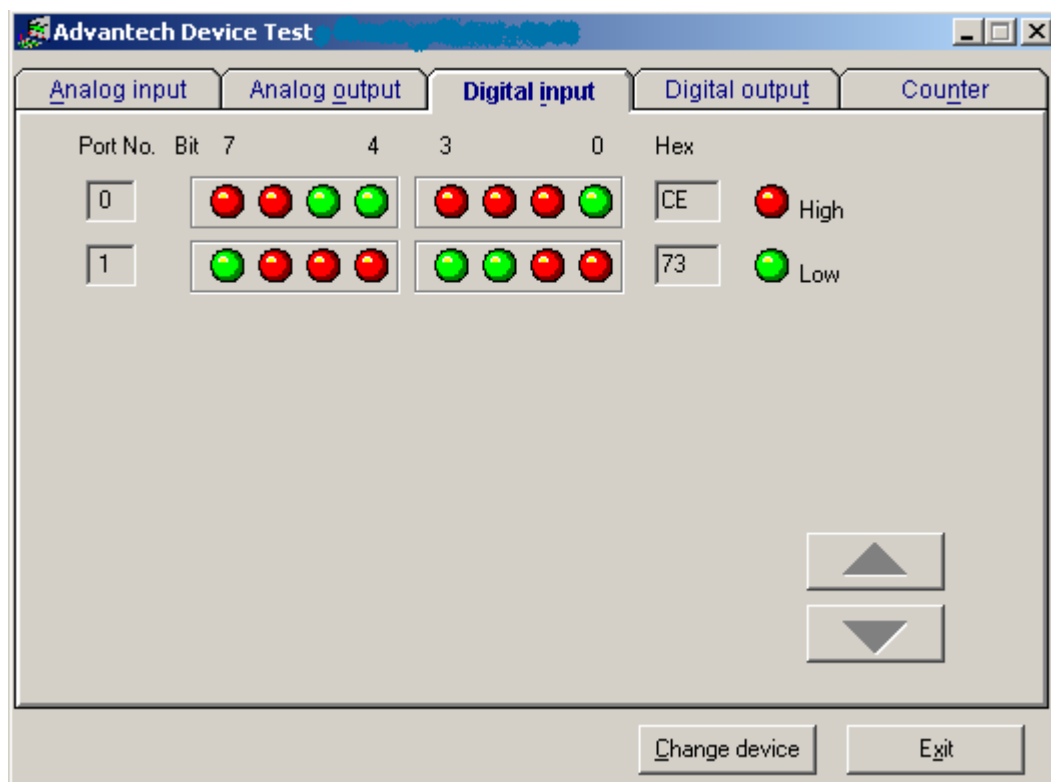 Advantech Device Test
Analog input Analog output Digital input Digital output Counter
Port No. Bit 7 4 3 0 Hex
0 CE High
1 73 Low
Change device Exit